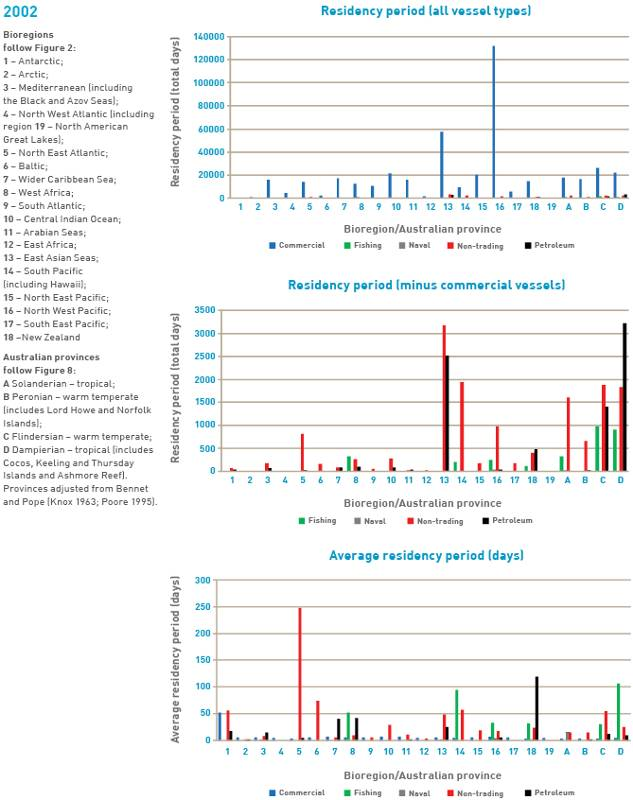 2002
Bioregions
follow Figure 2:
1 – Antarctic;
2 – Arctic;
3 – Mediterranean (including
the Black and Azov Seas);
4 – North West Atlantic (including
region 19 – North American
Great Lakes);
5 – North East Atlantic;
6 – Baltic;
7 – Wider Caribbean Sea;
8 – West Africa;
9 – South Atlantic;
10 – Central Indian Ocean;
11 – Arabian Seas;
12 – East Africa;
13 – East Asian Seas;
14 – South Pacific
(including Hawaii);
15 – North East Pacific;
16 – North West Pacific;
17 – South East Pacific;
18 –New Zealand
Australian provinces
follow Figure 8:
A Solanderian – tropical;
B Peronian – warm temperate
(includes Lord Howe and Norfolk
Islands);
C Flindersian – warm temperate;
D Dampierian – tropical (includes
Cocos, Keeling and Thursday
Islands and Ashmore Reef).
Provinces adjusted from Bennet
and Pope (Knox 1963; Poore 1995).
Residency period (all vessel types)
Residency period (total days)
140000
120000
100000
80000
60000
40000
20000
0
1 2 3 4 5 6 7 8 9 10 11 12 13 14 15 16 17 18 19 A B C D
Bioregion/Australian province
Commercial Fishing Naval Non-trading Petroleum
Residency period (minus commercial vessels)
Residency period (total days)
3500
3000
2500
2000
1500
1000
500
0
1 2 3 4 5 6 7 8 9 10 11 12 13 14 15 16 17 18 19 A B C D
Bioregion/Australian province
Fishing Naval Non-trading Petroleum
Average residency period (days)
Average residency period (days)
300
250
200
150
100
50
0
1 2 3 4 5 6 7 8 9 10 11 12 13 14 15 16 17 18 19 A B C D
Bioregion/Australian province
Commercial Fishing Naval Non-trading Petroleum